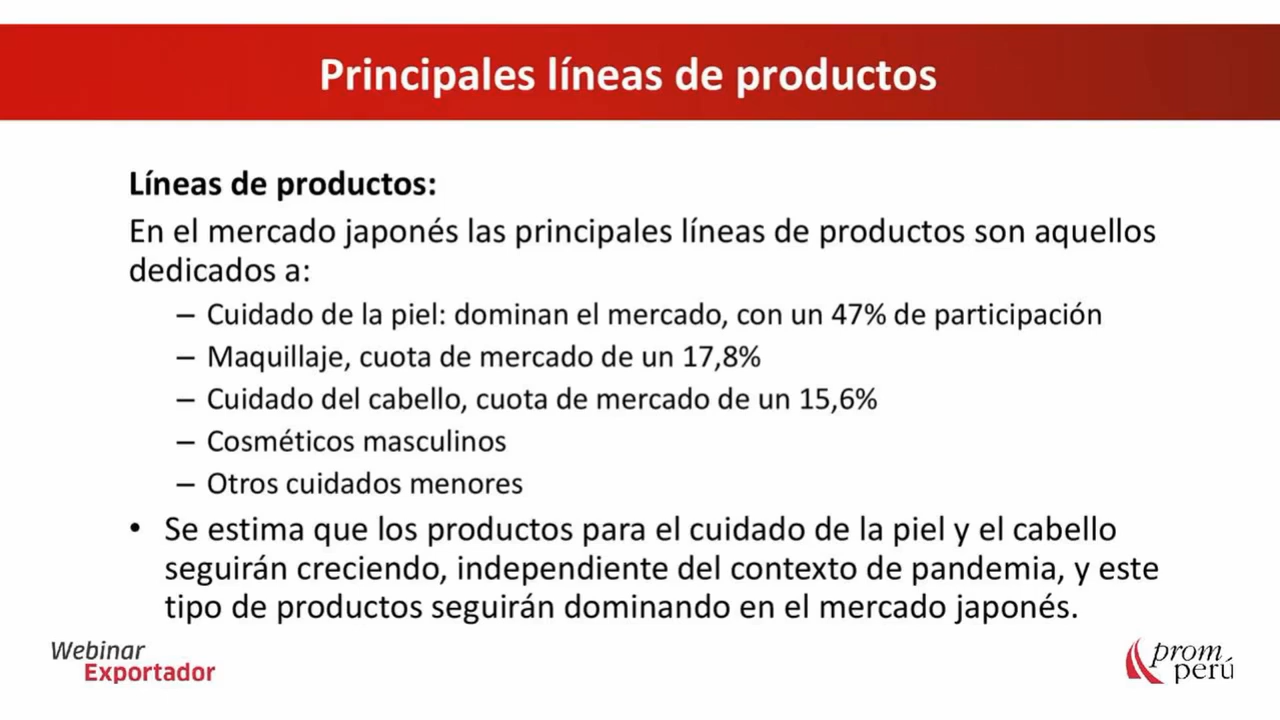 Principales líneas de productos
Líneas de productos:
En el mercado japonés las principales líneas de productos son aquellos
dedicados a:
– Cuidado de la piel: dominan el mercado, con un 47% de participación
– Maquillaje, cuota de mercado de un 17,8%
– Cuidado del cabello, cuota de mercado de un 15,6%
– Cosméticos masculinos
– Otros cuidados menores
• Se estima que los productos para el cuidado de la piel y el cabello
seguirán creciendo, independiente del contexto de pandemia, y este
tipo de productos seguirán dominando en el mercado japonés.
Webinar
Exportador
prom
perú